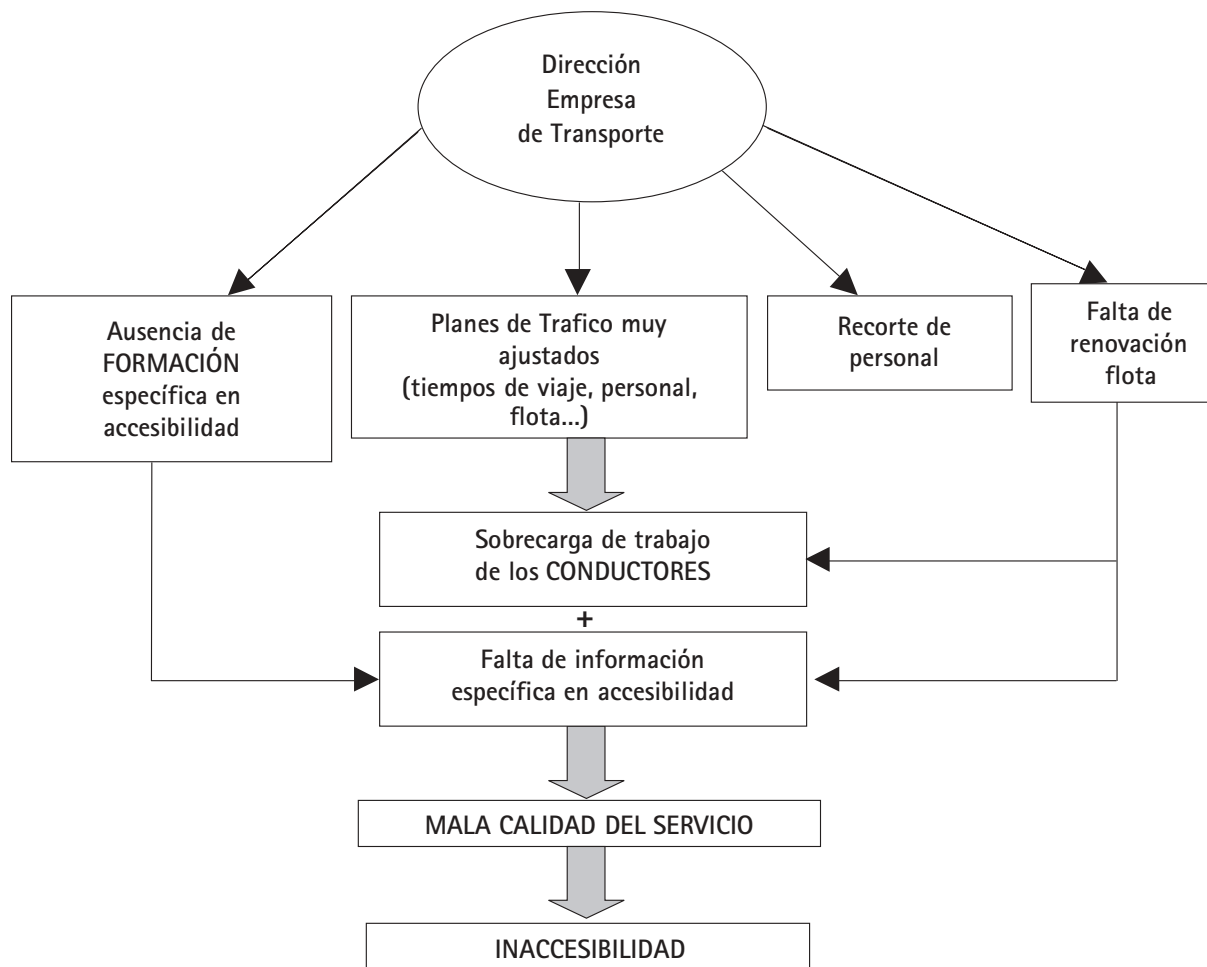 Dirección
Empresa
de Transporte
Ausencia de
FORMACIÓN
específica en
accesibilidad
Planes de Trafico muy
ajustados
(tiempos de viaje, personal,
flota...)
Recorte de
personal
Falta de
renovación
flota
Sobrecarga de trabajo
de los CONDUCTORES
+
Falta de información
específica en accesibilidad
MALA CALIDAD DEL SERVICIO
INACCESIBILIDAD